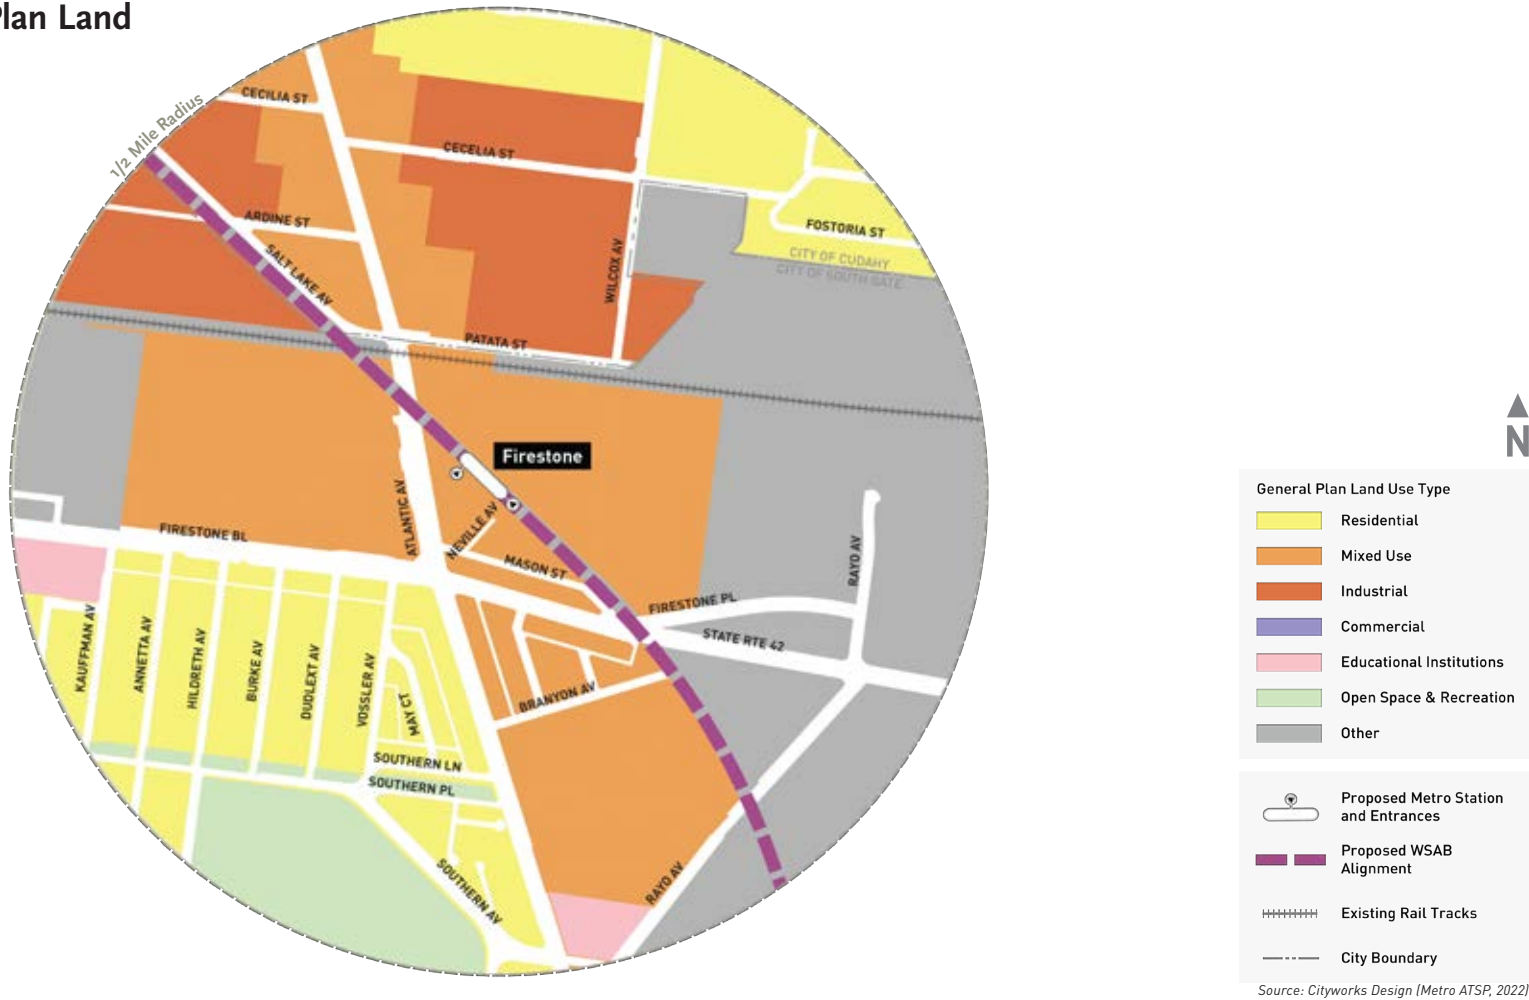 Plan Land
1/2 Mile Radius
CECILIA ST
CECELIA ST
ARDINE ST
SALT LAKE AV
WILCOX AV
FOSTORIA ST
CITY OF CUDAHY
CITY OF SOUTH GATE
PATATA ST
Firestone
ATLANTIC AV
NEVILLE AV
FIRESTONE BL
MASON ST
RAYO AV
FIRESTONE PL
STATE RTE 42
KAUFFMAN AV
ANNETTA AV
HILDRETH AV
BURKE AV
DUDLEXT AV
VOSSLER AV
MAY CT
BRANYON AV
SOUTHERN LN
SOUTHERN PL
SOUTHERN AV
RAYO AV
N
General Plan Land Use Type
Residential
Mixed Use
Industrial
Commercial
Educational Institutions
Open Space & Recreation
Other
Proposed Metro Station
and Entrances
Proposed WSAB
Alignment
Existing Rail Tracks
City Boundary
Source: Cityworks Design (Metro ATSP, 2022)